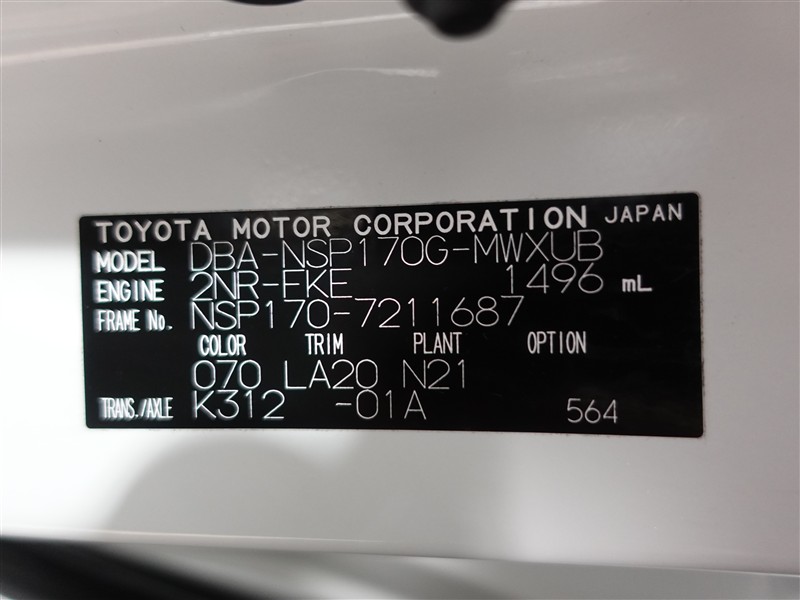 TOYOTA MOTOR CORPORATION JAPAN
MODEL DBA-NSP170G-MWXUB
ENGINE 2NR-FKE 1496 mL
FRAME No. NSP170-7211687
COLOR TRIM PLANT OPTION
070 LA20 N21
TRANS./AXLE K312 -01A 564